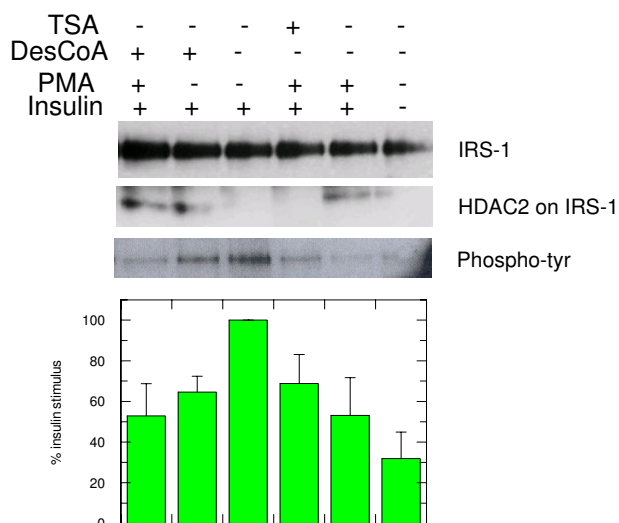 TSA - - - + - -
DesCoA + + - - - -
PMA + - - + + -
Insulin + + + + + -
IRS-1
HDAC2 on IRS-1
Phospho-tyr
% insulin stimulus
100
80
60
40
20
0